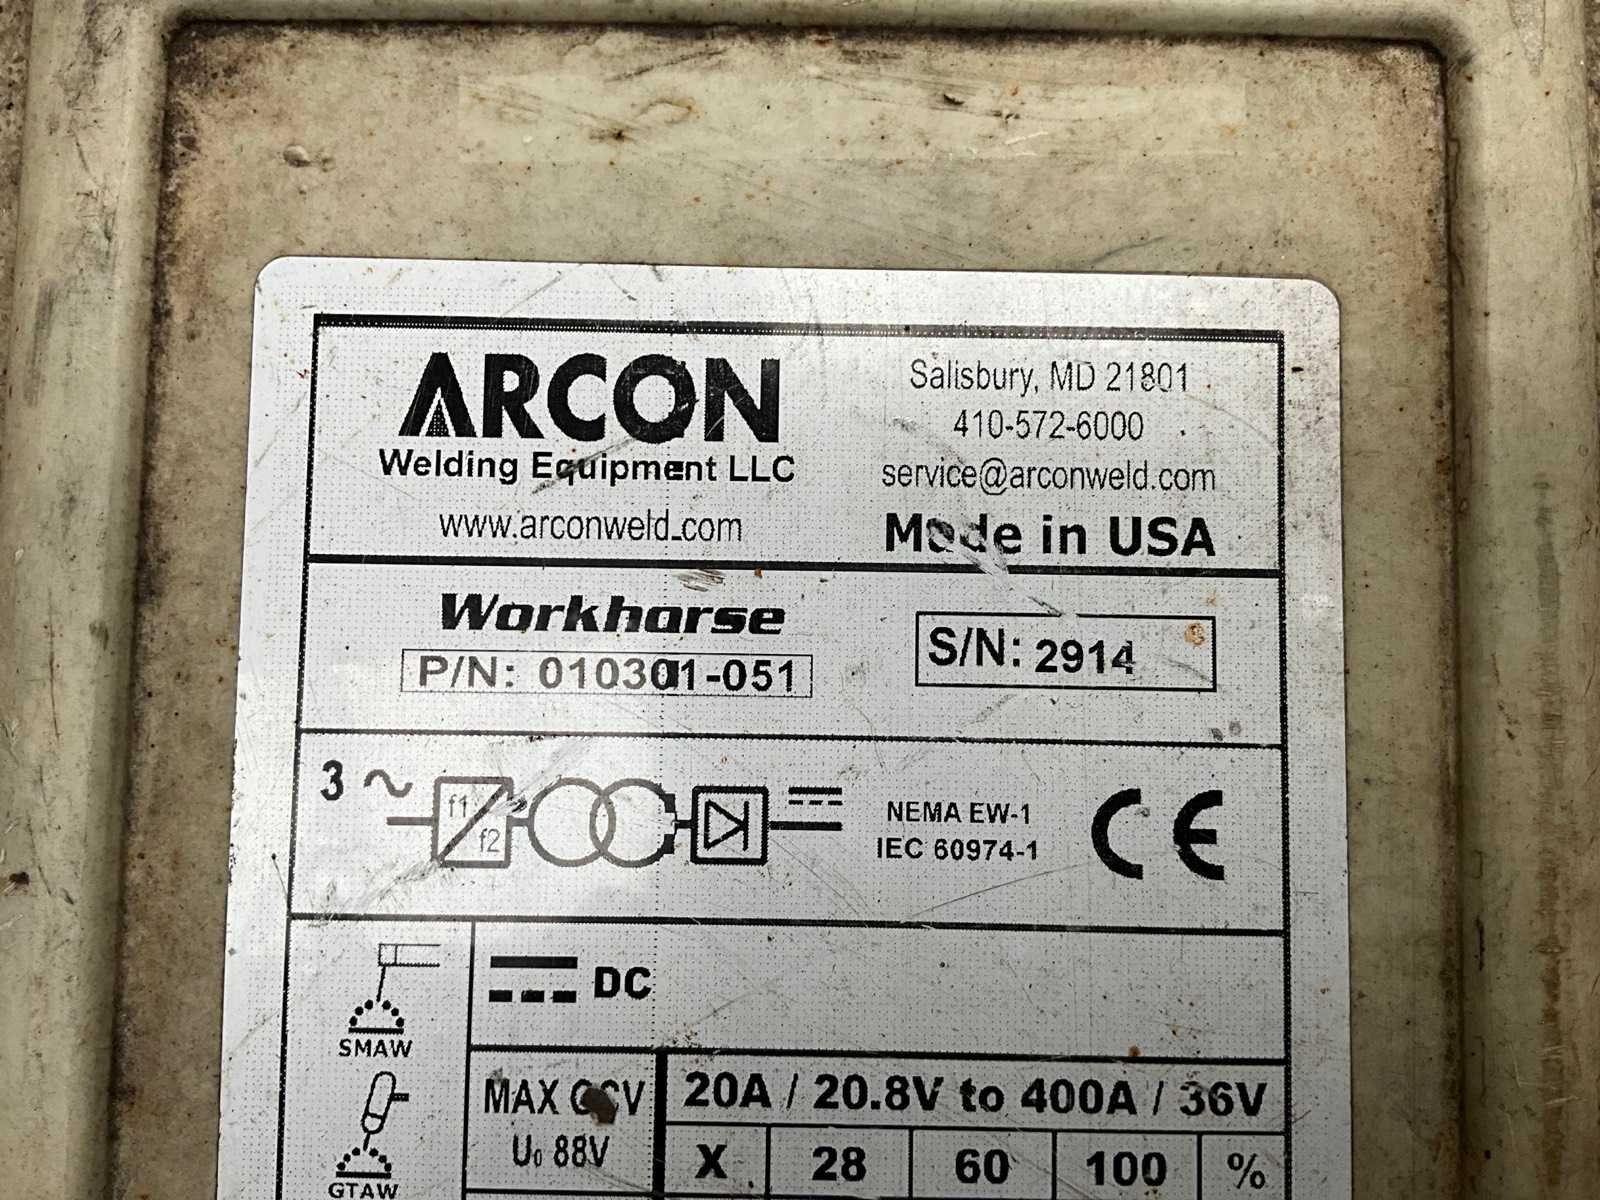 ARCON
Welding Equipment LLC
www.arconweld.com
Salisbury, MD 21801
410-572-6000
service@arconweld.com
Made in USA
Workhorse
P/N: 010301-051
S/N: 2914
3 ~
f1
f2
NEMA EW-1
IEC 60974-1
CE
SMAW
DC
GTAW
MAX OCV
U₀ 88V
20A / 20.8V to 400A / 36V
X 28 60 100 %